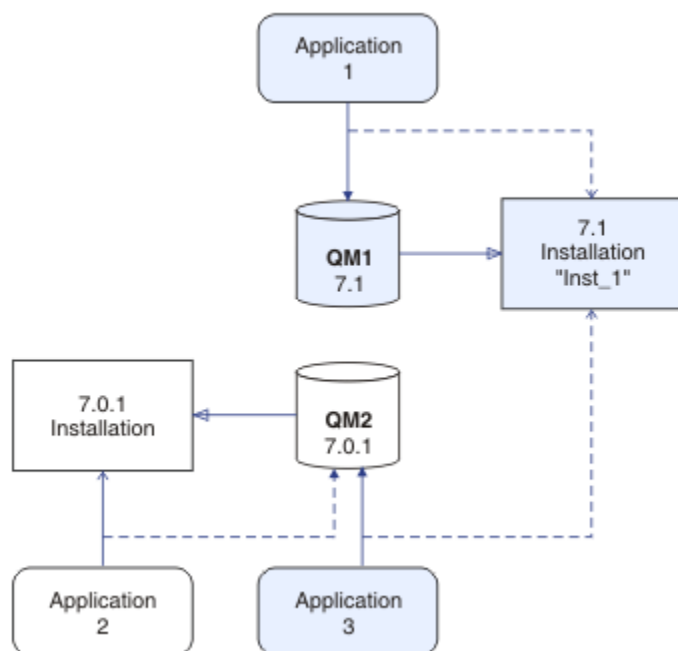 Application
1
QM1
7.1
7.1
Installation
"Inst_1"
7.0.1
Installation
QM2
7.0.1
Application
2
Application
3